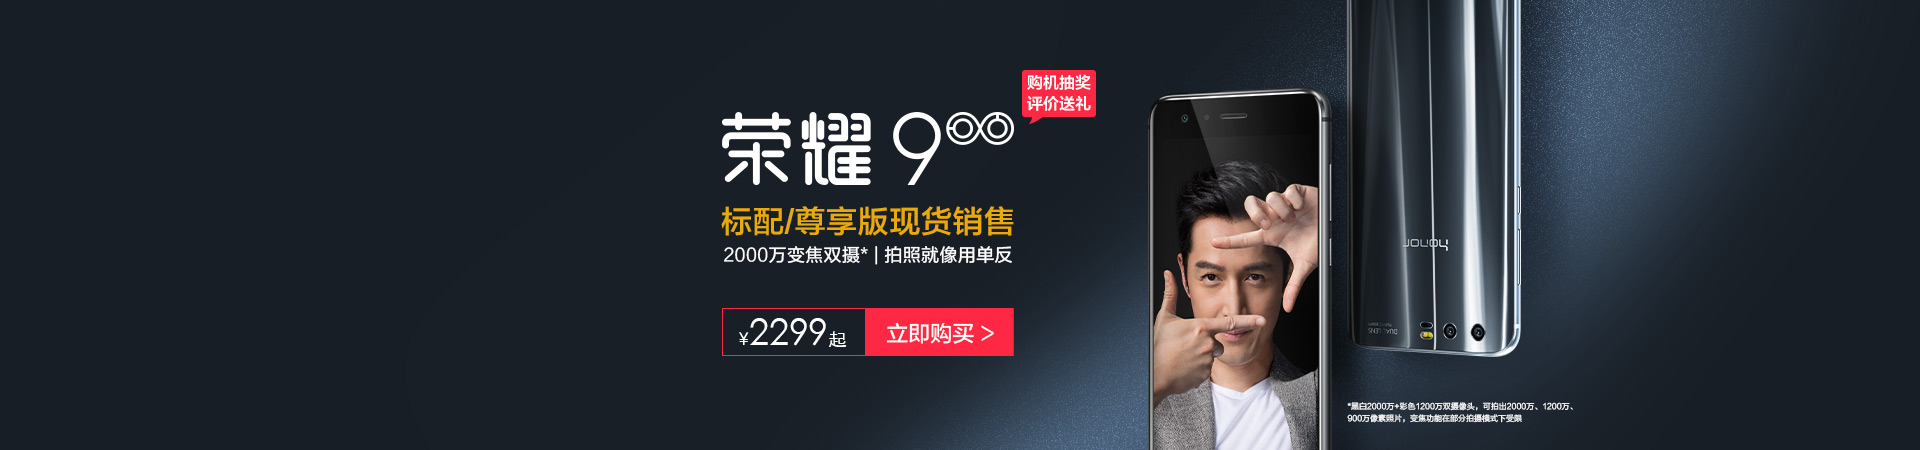 购机抽奖
评价送礼
荣耀 9
标配/尊享版现货销售
2000万变焦双摄* | 拍照就像用单反
¥2299起
立即购买 >
honor
DUAL LENS
*黑白2000万+彩色1200万双摄像头，可拍出2000万、1200万、
900万像素照片，变焦功能在部分拍摄模式下受限